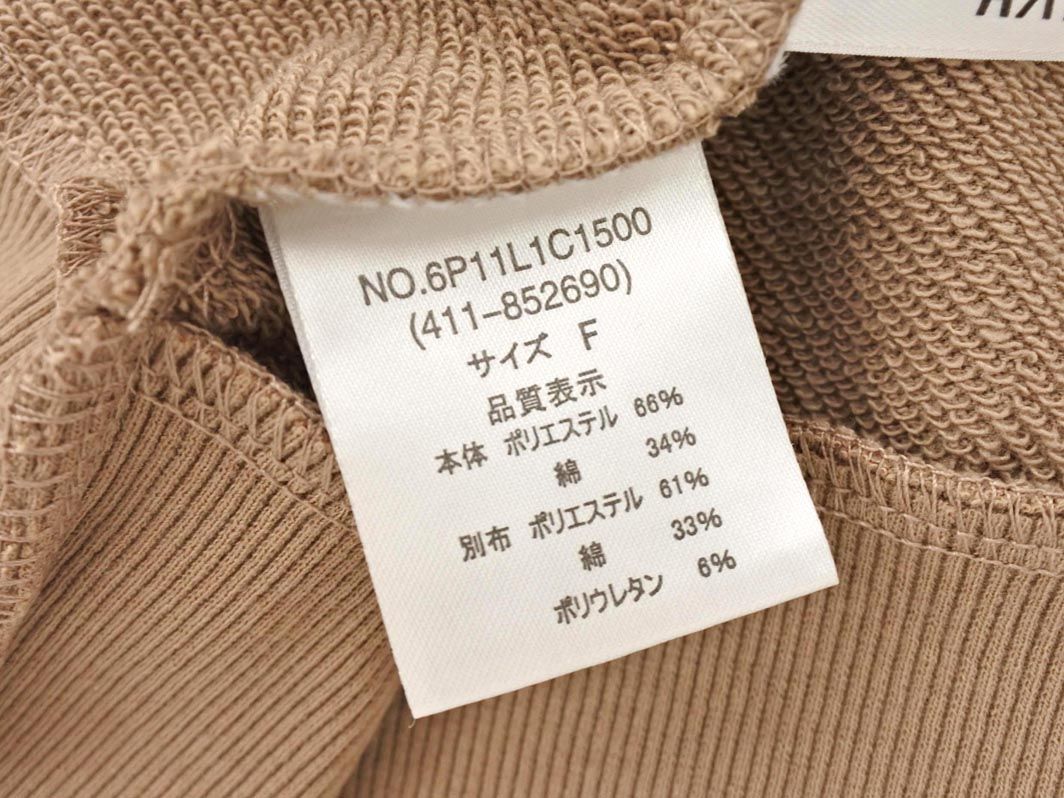 NO.6P11L1C1500
(411-852690)
サイズ F
品質表示
本体 ポリエステル 66%
綿 34%
別布 ポリエステル 61%
綿 33%
ポリウレタン 6%